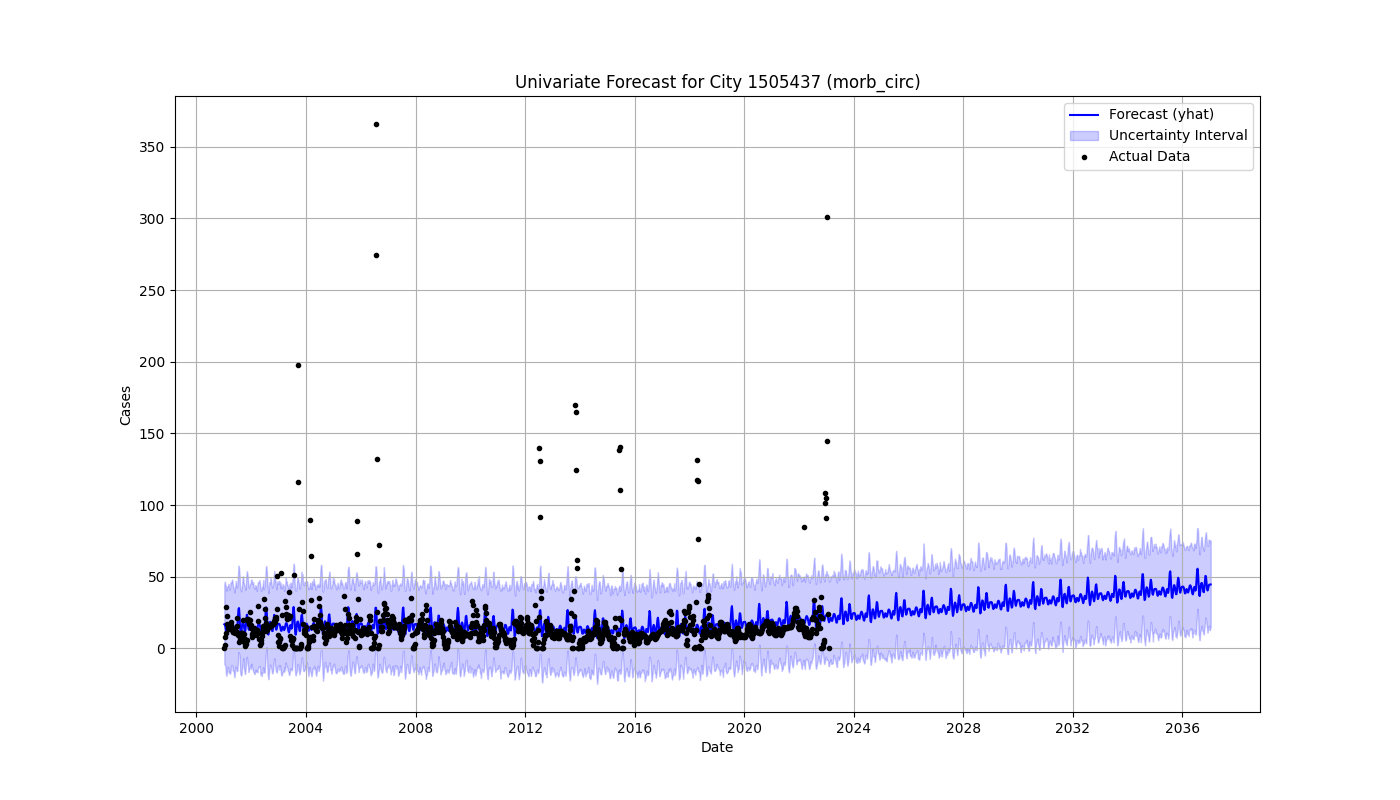 Univariate Forecast for City 1505437 (morb_circ)
Forecast (yhat)
Uncertainty Interval
Actual Data
Cases
350
300
250
200
150
100
50
0
2000 2004 2008 2012 2016 2020 2024 2028 2032 2036
Date